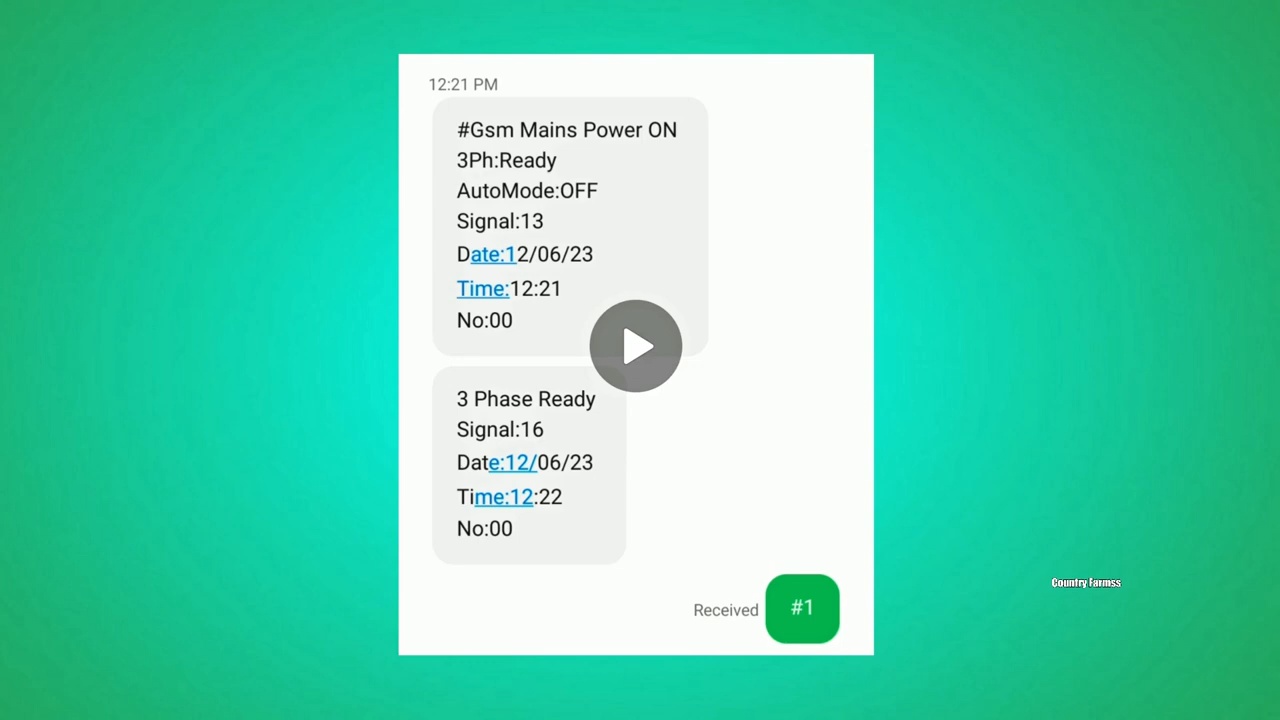 12:21 PM
#Gsm Mains Power ON
3Ph:Ready
AutoMode:OFF
Signal:13
Date:12/06/23
Time:12:21
No:00
3 Phase Ready
Signal:16
Date:12/06/23
Time:12:22
No:00
Received #1
Country Farmss